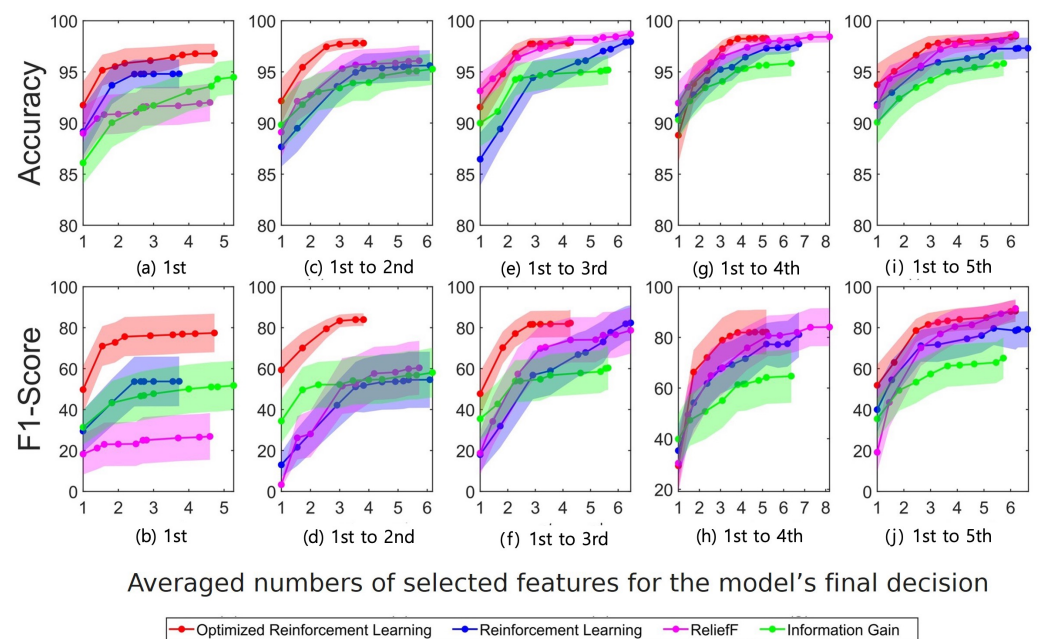 Accuracy
100
95
90
85
80
1 2 3 4 5
(a) 1st
100
95
90
85
80
1 2 3 4 5 6
(c) 1st to 2nd
100
95
90
85
80
1 2 3 4 5 6
(e) 1st to 3rd
100
95
90
85
80
1 2 3 4 5 6 7 8
(g) 1st to 4th
100
95
90
85
80
1 2 3 4 5 6
(i) 1st to 5th
F1-Score
100
80
60
40
20
0
1 2 3 4 5
(b) 1st
100
80
60
40
20
0
1 2 3 4 5 6
(d) 1st to 2nd
100
80
60
40
20
0
1 2 3 4 5 6
(f) 1st to 3rd
100
80
60
40
20
1 2 3 4 5 6 7 8
(h) 1st to 4th
100
80
60
40
20
0
1 2 3 4 5 6
(j) 1st to 5th
Averaged numbers of selected features for the model's final decision
Optimized Reinforcement Learning Reinforcement Learning ReliefF Information Gain